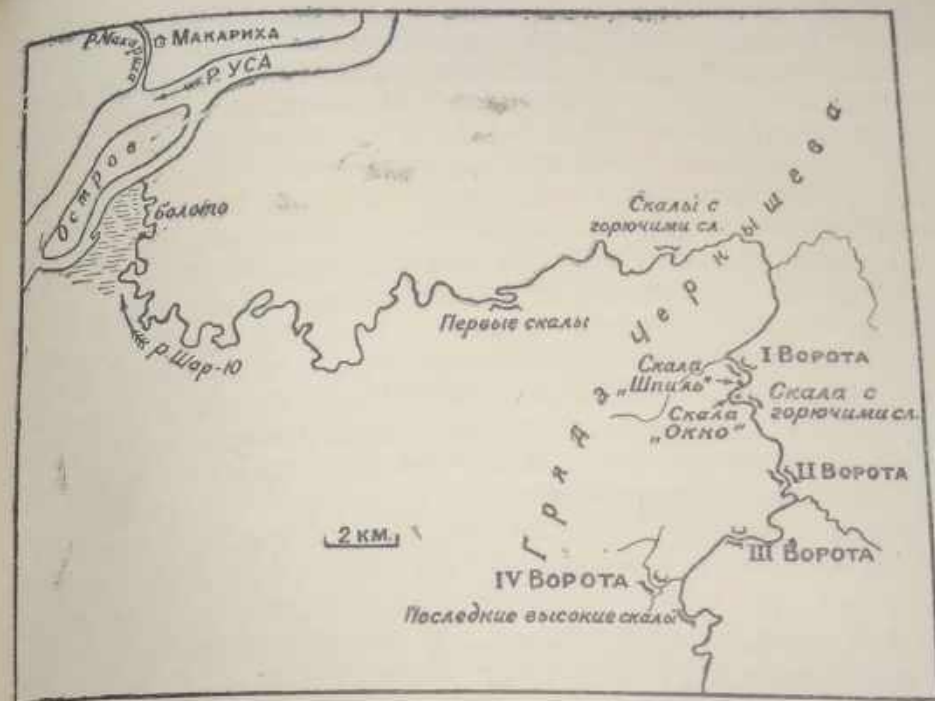 р. Макариха
МАКАРИХА
Р. УСА
Остров
болото
Скалы с
горючими сл.
Первые скалы
р. Шар-Ю
Гряда Чернышева
I ВОРОТА
Скала
„Шпиль"
Скала с
горючими сл.
Скала
„Окно"
II ВОРОТА
2 КМ.
III ВОРОТА
IV ВОРОТА
Последние высокие скалы